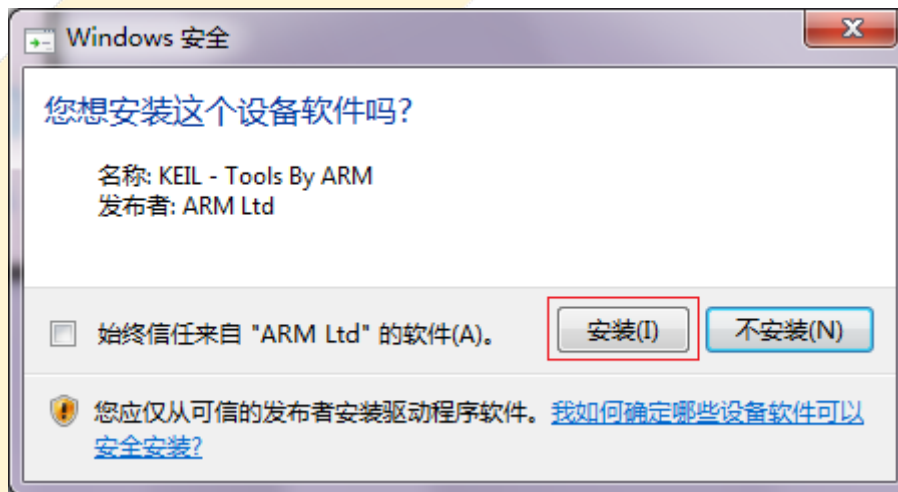 Windows 安全
您想安装这个设备软件吗?
名称: KEIL - Tools By ARM
发布者: ARM Ltd
始终信任来自 "ARM Ltd" 的软件(A)。
安装(I)
不安装(N)
您应仅从可信的发布者安装驱动程序软件。我如何确定哪些设备软件可以
安全安装?